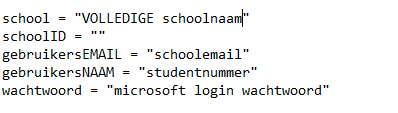 school = "VOLLEDIGE schoolnaam"
schoolID = ""
gebruikersEMAIL = "schoolemail"
gebruikersNAAM = "studentnummer"
wachtwoord = "microsoft login wachtwoord"